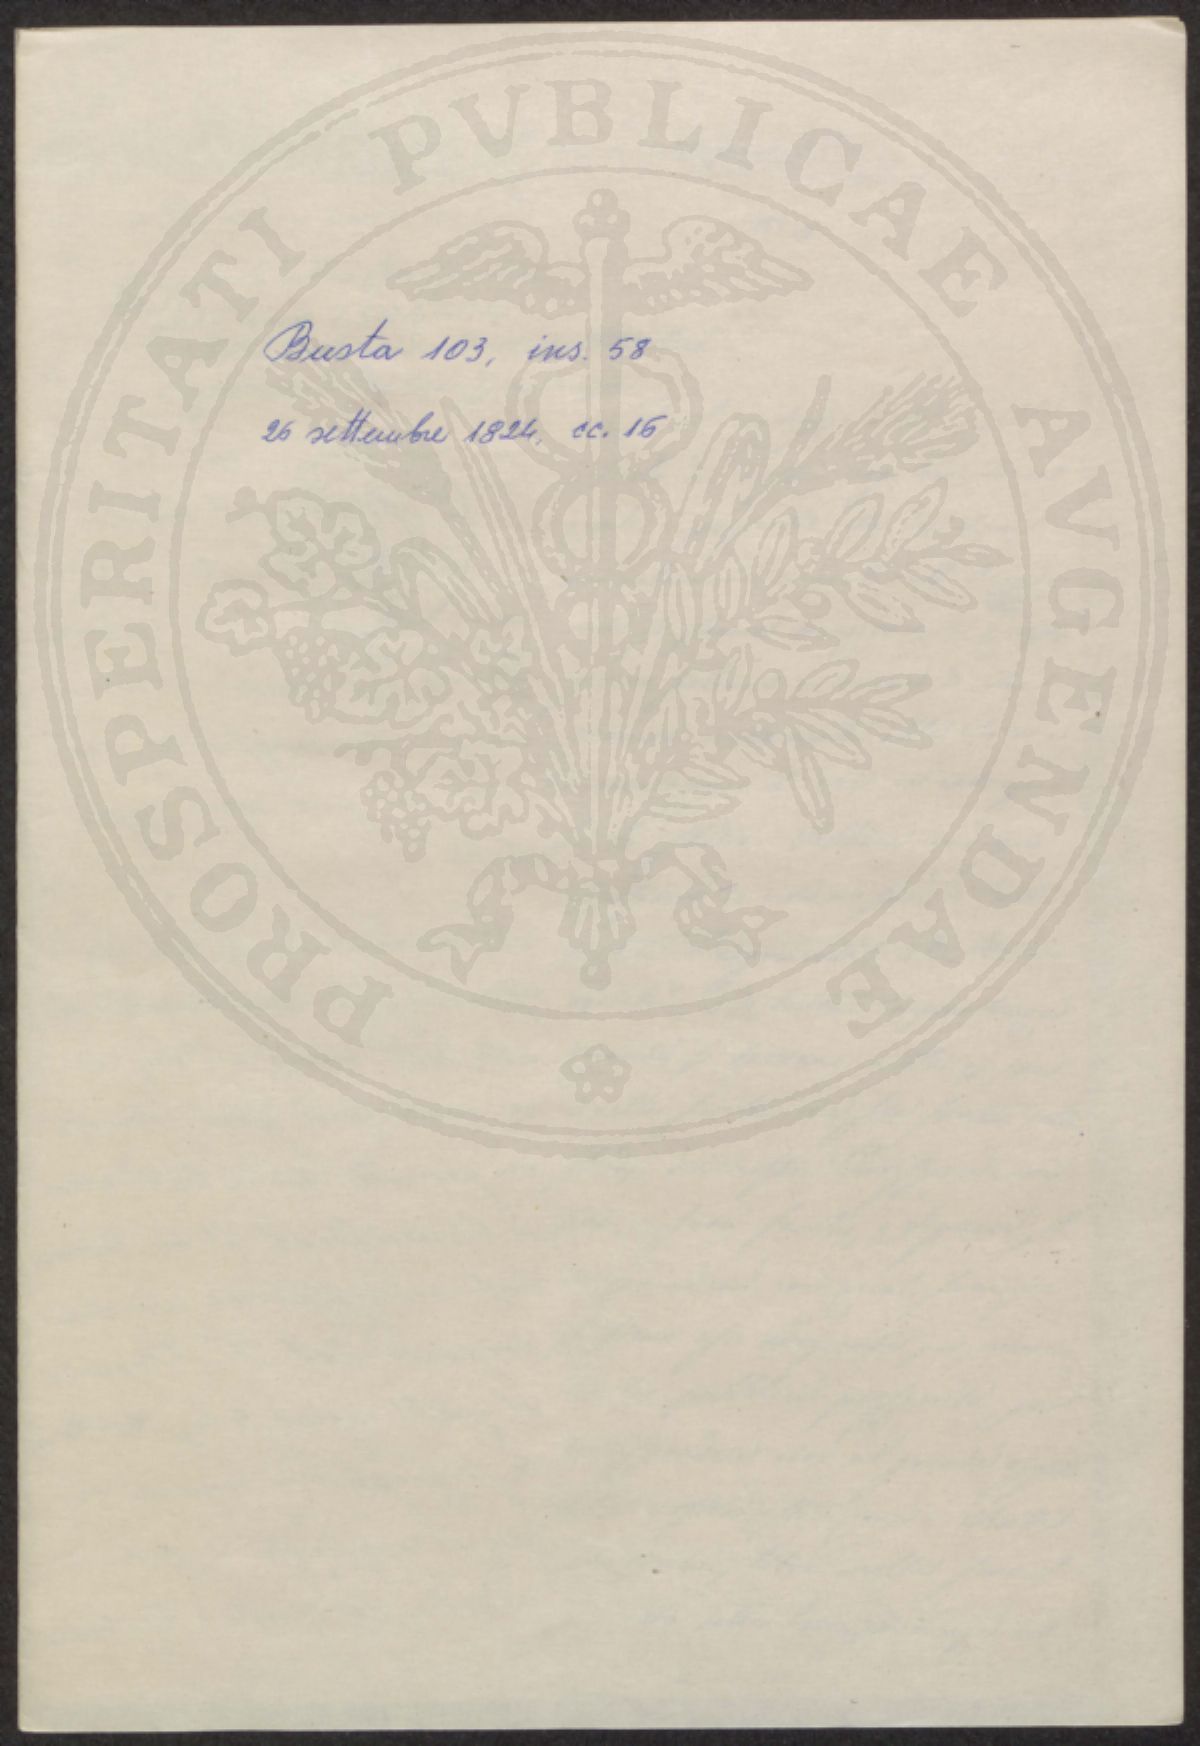 PROSPERITATI PVBLICAE AVGENDAE
Busta 103, ins. 58
26 settembre 1824, cc. 16